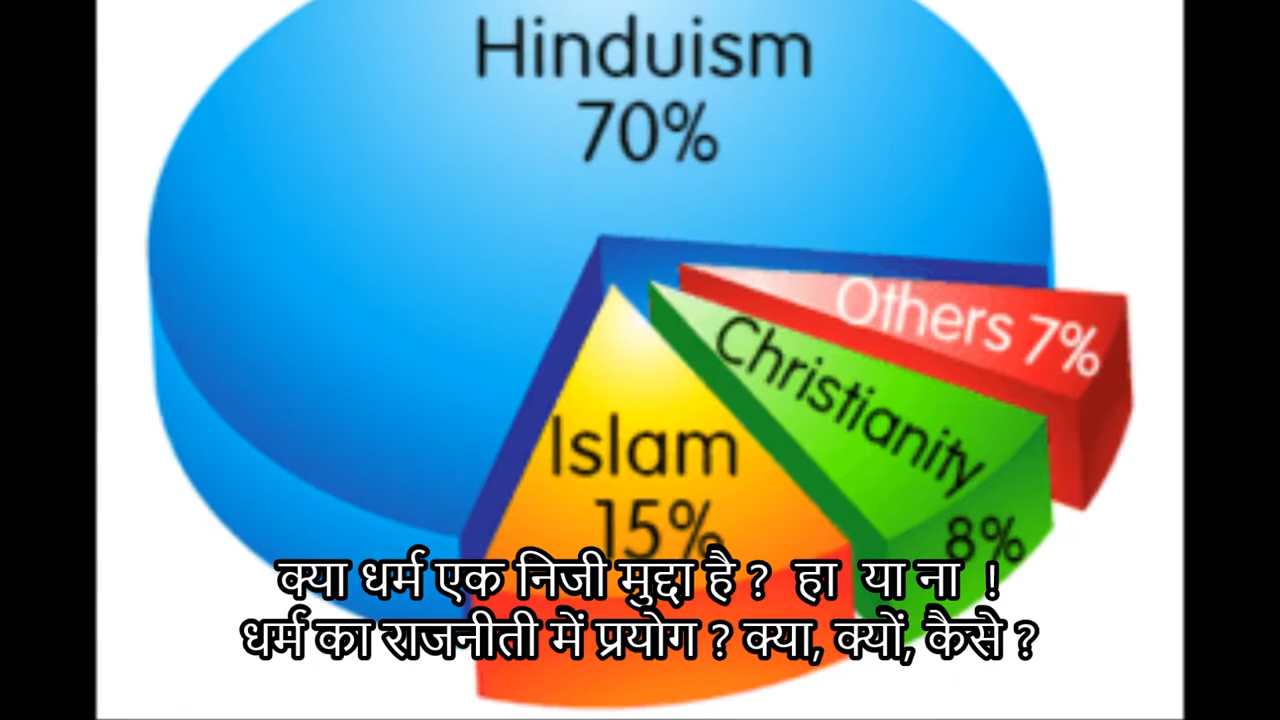 Hinduism
70%
Others 7%
Christianity
8%
Islam
15%
क्या धर्म एक निजी मुद्दा है ? हा या ना !
धर्म का राजनीती में प्रयोग ? क्या, क्यों, कैसे ?